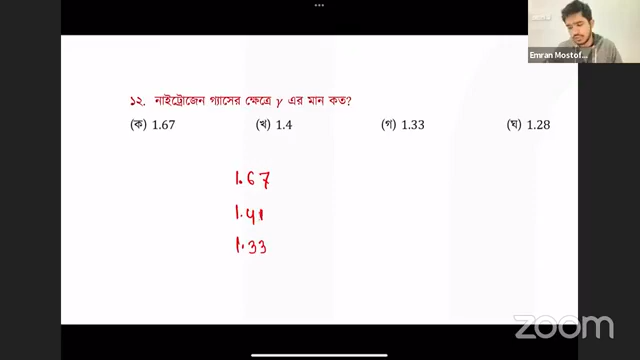 Emran Mostof...
১২. নাইট্রোজেন গ্যাসের ক্ষেত্রে γ এর মান কত?
(ক) 1.67 (খ) 1.4 (গ) 1.33 (ঘ) 1.28
1.67
1.41
1.33
zoom